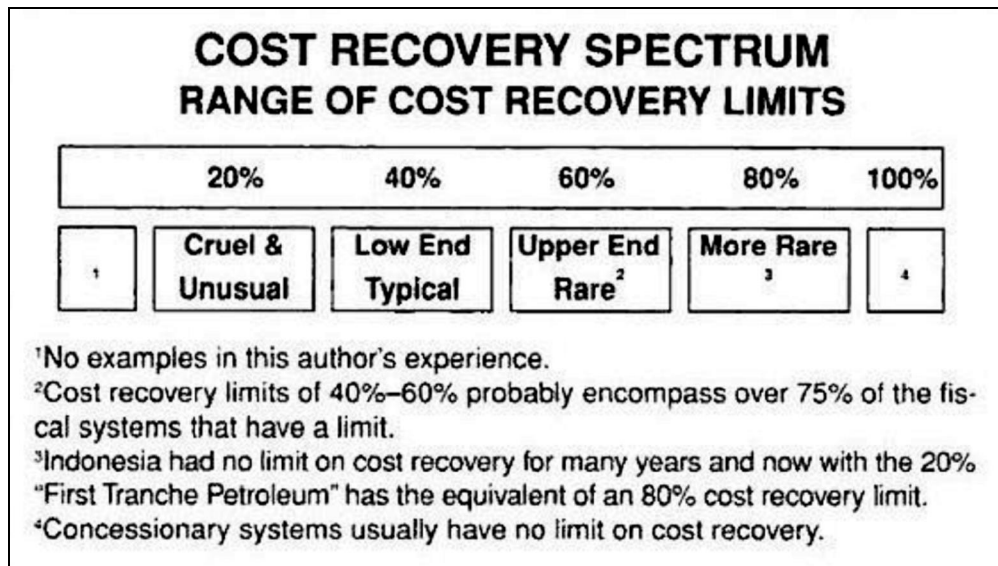 COST RECOVERY SPECTRUM
RANGE OF COST RECOVERY LIMITS
20% 40% 60% 80% 100%
1 Cruel & Unusual
Low End Typical
Upper End Rare²
More Rare 3
4
¹No examples in this author's experience.
²Cost recovery limits of 40%–60% probably encompass over 75% of the fis-
cal systems that have a limit.
³Indonesia had no limit on cost recovery for many years and now with the 20%
"First Tranche Petroleum" has the equivalent of an 80% cost recovery limit.
⁴Concessionary systems usually have no limit on cost recovery.